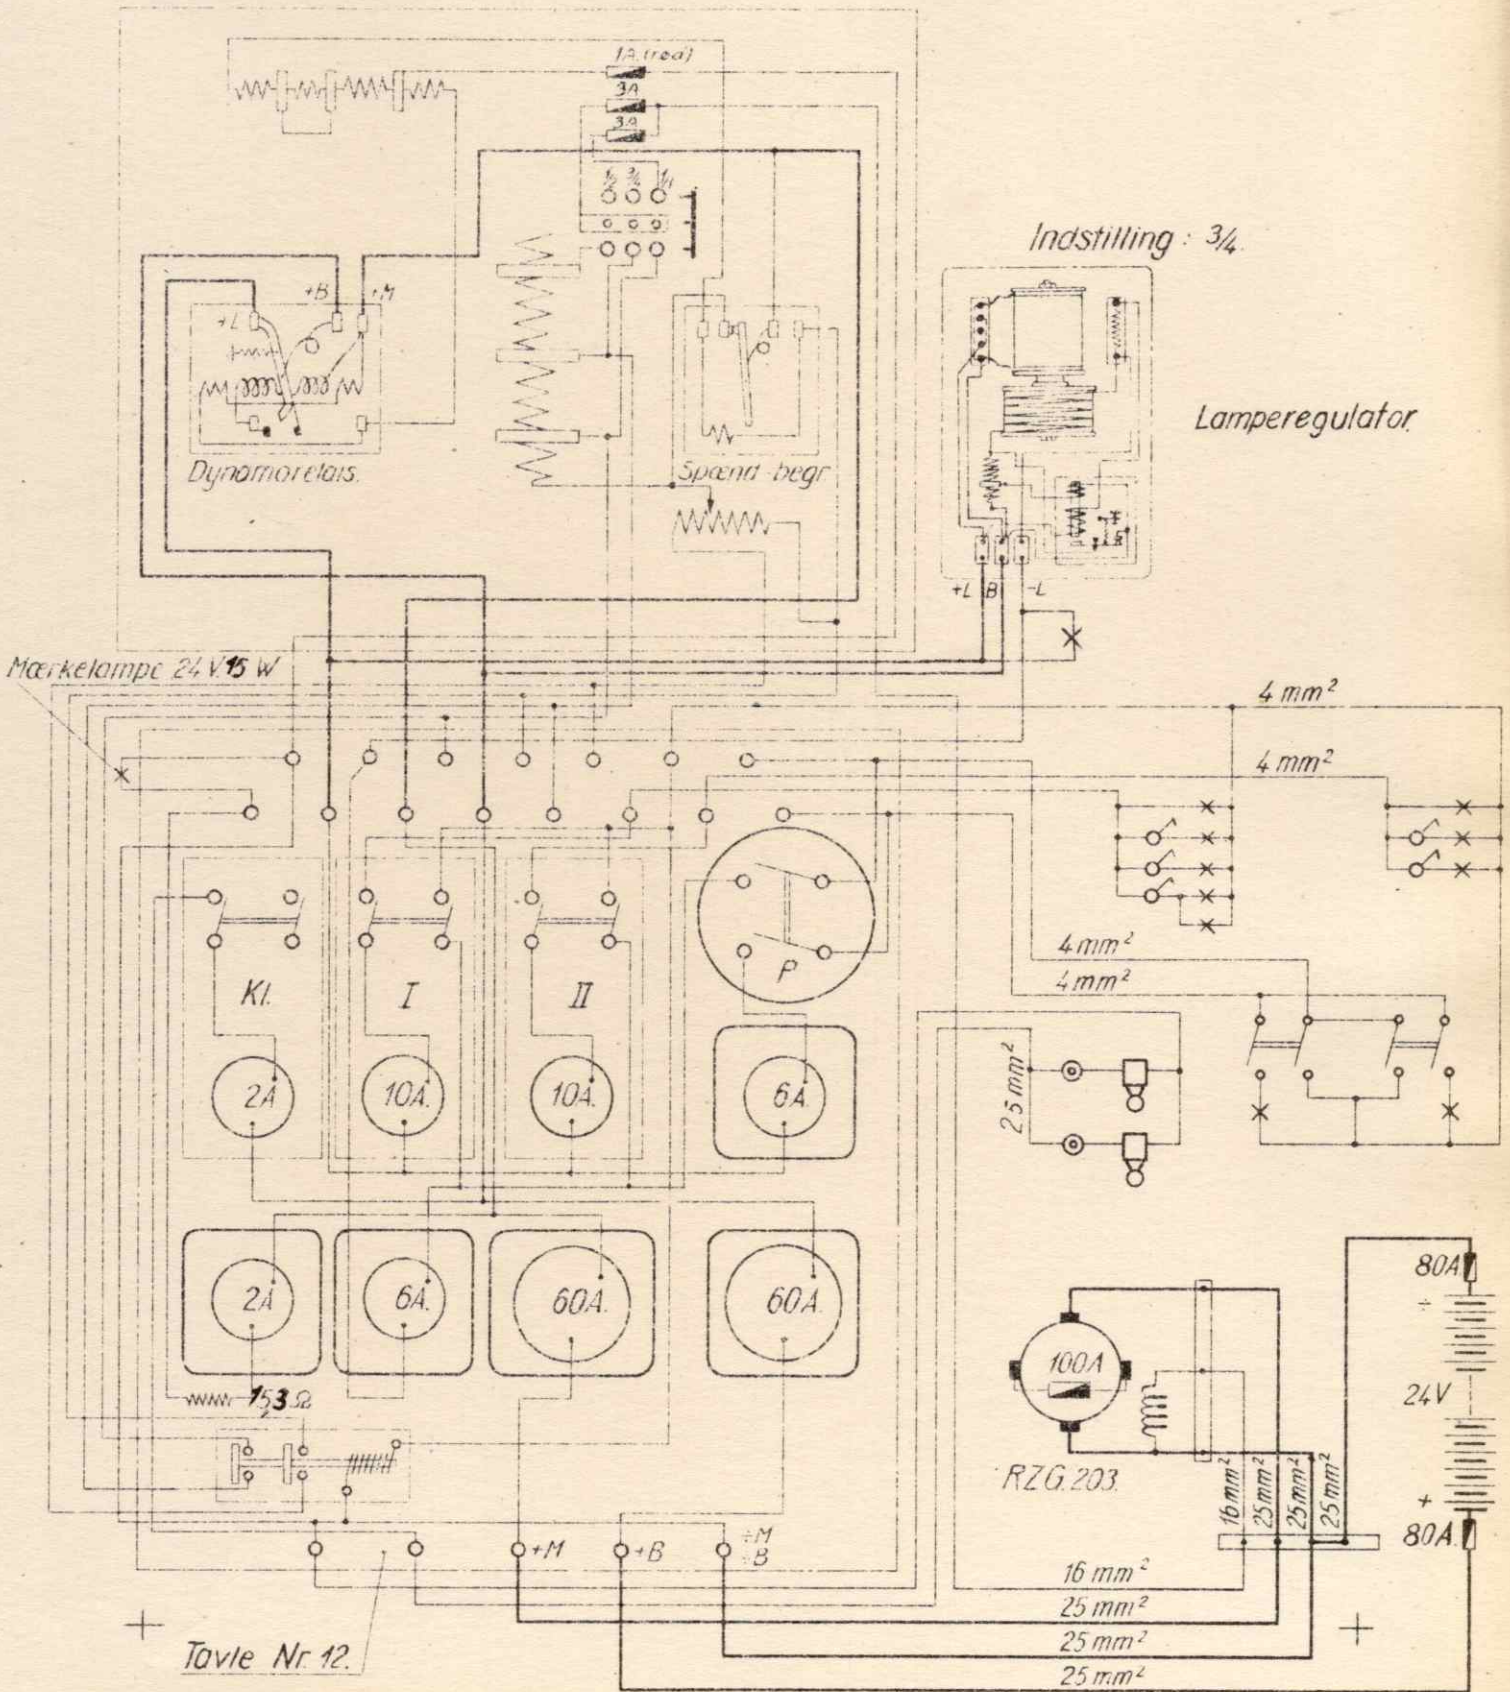 1A.(rød)
3A
3A
1/2 3/4 1/1
Indstilling : 3/4.
+B
+M
+L
Lamperegulator.
Dynamorelais.
Spænd-begr.
+L
B
-L
Mærkelampe 24 V.15 W
4 mm²
4 mm²
4 mm²
4 mm²
P
Kl.
I
II
25 mm²
2A
10A.
10A.
6A.
2A
6A.
60A.
60A.
80A
÷
100A
24V
RZG.203.
16 mm²
25 mm²
25 mm²
25 mm²
+
80A.
+M
+B
÷M
÷B
16 mm²
25 mm²
25 mm²
25 mm²
Tavle Nr. 12.